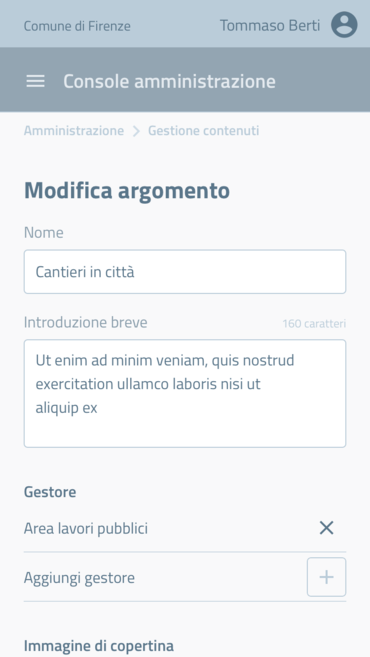 Comune di Firenze
Tommaso Berti
Console amministrazione
Amministrazione > Gestione contenuti
Modifica argomento
Nome
Cantieri in città
Introduzione breve
160 caratteri
Ut enim ad minim veniam, quis nostrud
exercitation ullamco laboris nisi ut
aliquip ex
Gestore
Area lavori pubblici
Aggiungi gestore
Immagine di copertina